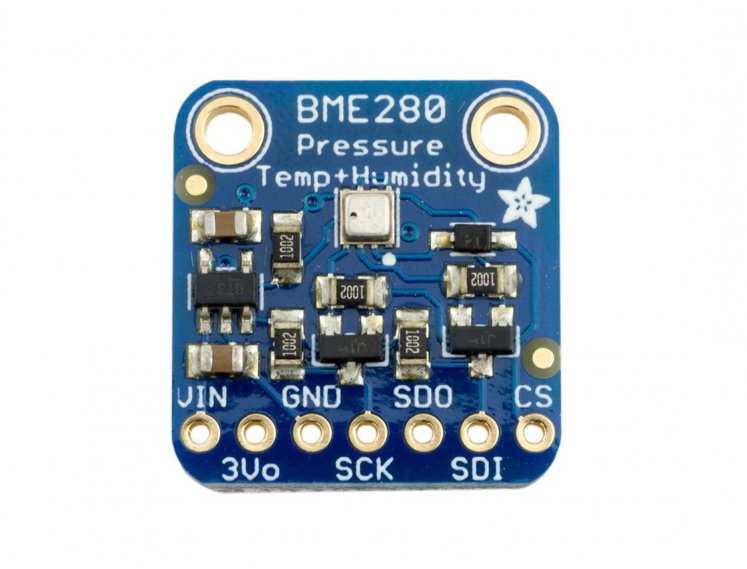 BME280
Pressure
Temp+Humidity
1002
1002
1002
1002
1002
VIN GND SDO CS
3Vo SCK SDI